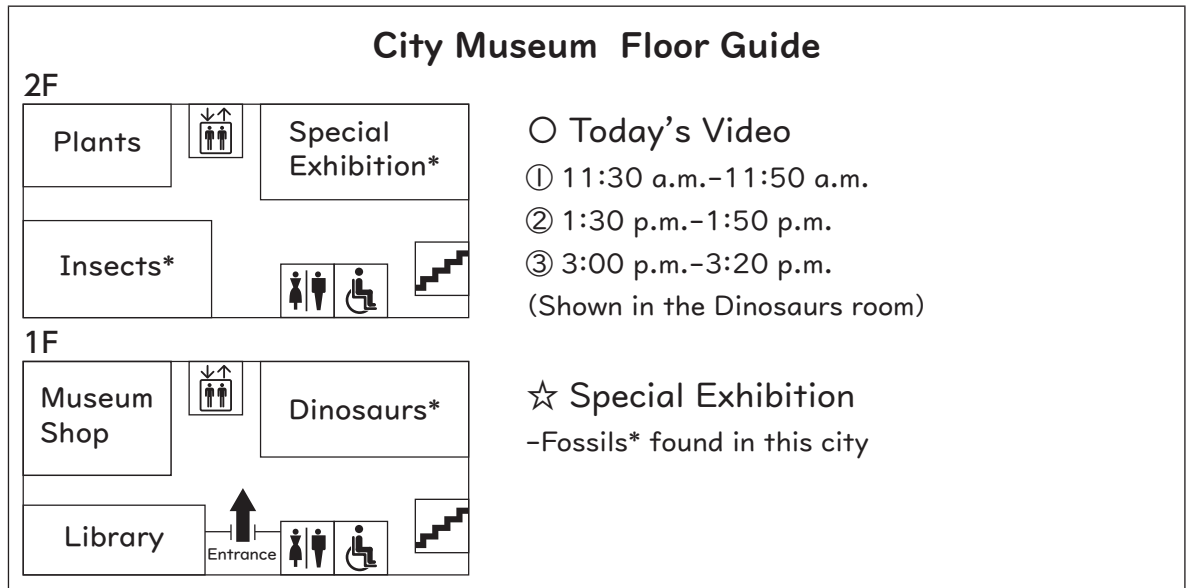 City Museum Floor Guide
2F
Plants
Special
Exhibition*
Insects*
1F
Museum
Shop
Dinosaurs*
Library
Entrance
○ Today's Video
① 11:30 a.m.–11:50 a.m.
② 1:30 p.m.–1:50 p.m.
③ 3:00 p.m.–3:20 p.m.
(Shown in the Dinosaurs room)
☆ Special Exhibition
–Fossils* found in this city